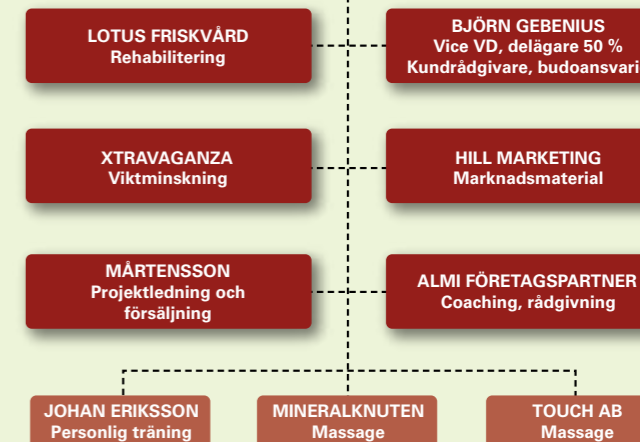 LOTUS FRISKVÅRD
Rehabilitering
BJÖRN GEBENIUS
Vice VD, delägare 50 %
Kundrådgivare, budoansvari
XTRAVAGANZA
Viktminskning
HILL MARKETING
Marknadsmaterial
MÅRTENSSON
Projektledning och
försäljning
ALMI FÖRETAGSPARTNER
Coaching, rådgivning
JOHAN ERIKSSON
Personlig träning
MINERALKNUTEN
Massage
TOUCH AB
Massage